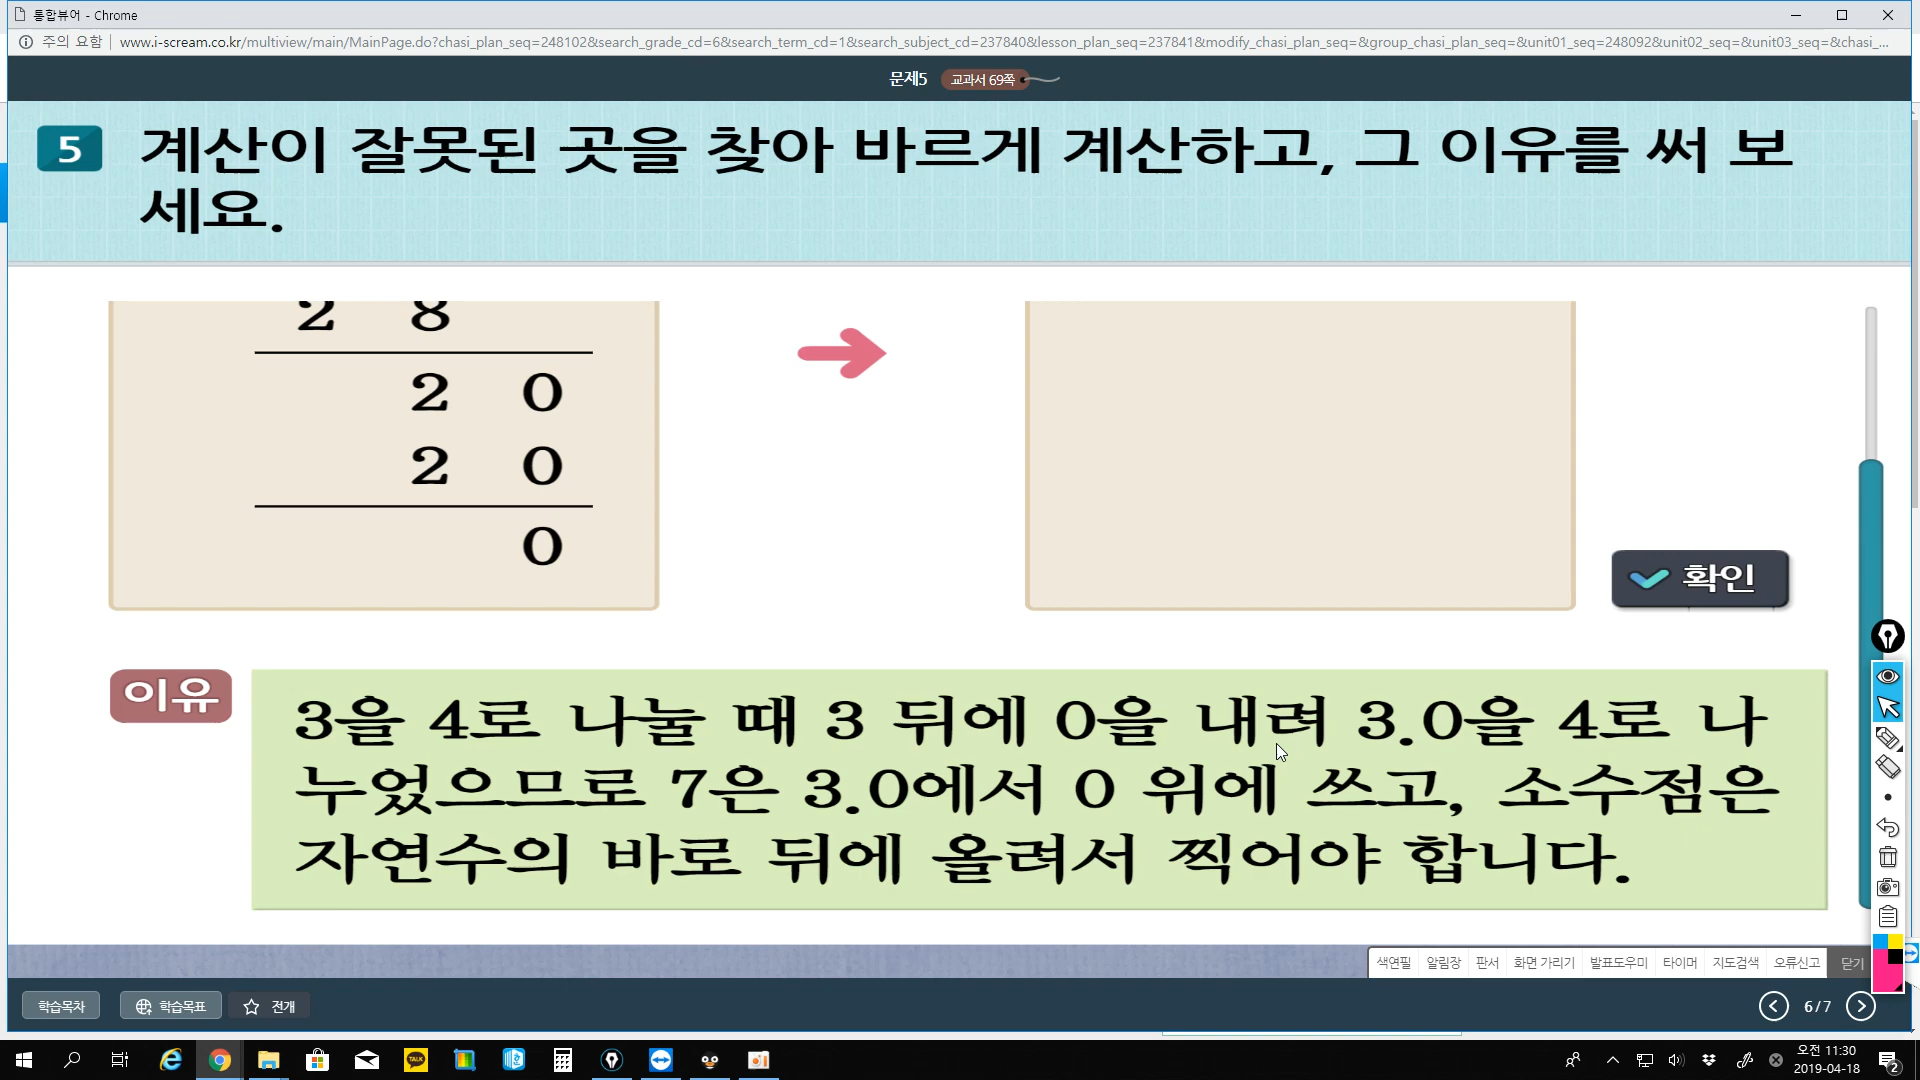 통합뷰어 - Chrome
주의 요함 | www.i-scream.co.kr/multiview/main/MainPage.do?chasi_plan_seq=248102&search_grade_cd=6&search_term_cd=1&search_subject_cd=237840&lesson_plan_seq=237841&modify_chasi_plan_seq=&group_chasi_plan_seq=&unit01_seq=248092&unit02_seq=&unit03_seq=&chasi_...
문제5 교과서 69쪽
5 계산이 잘못된 곳을 찾아 바르게 계산하고, 그 이유를 써 보
세요.
2 8
2 0
2 0
0
확인
이유
3을 4로 나눌 때 3 뒤에 0을 내려 3.0을 4로 나
누었으므로 7은 3.0에서 0 위에 쓰고, 소수점은
자연수의 바로 뒤에 올려서 찍어야 합니다.
색연필 알림장 판서 화면 가리기 발표도우미 타이머 지도검색 오류신고 닫기
학습목차 학습목표 전개 6/7
TALK
오전 11:30
2019-04-18
2